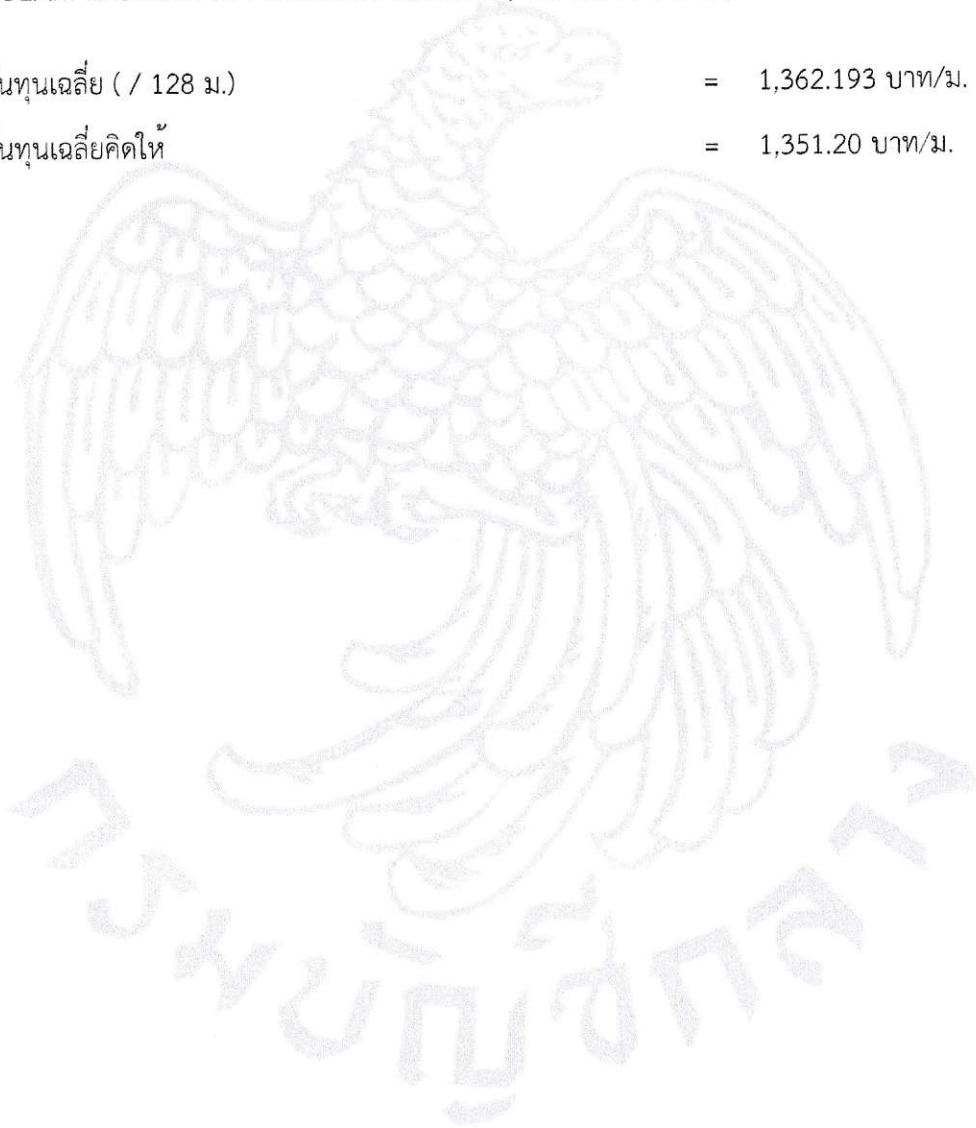 นทุนเฉลี่ย ( / 128 ม.) = 1,362.193 บาท/ม.
นทุนเฉลี่ยคิดให้ = 1,351.20 บาท/ม.
กรมบัญชีกลาง